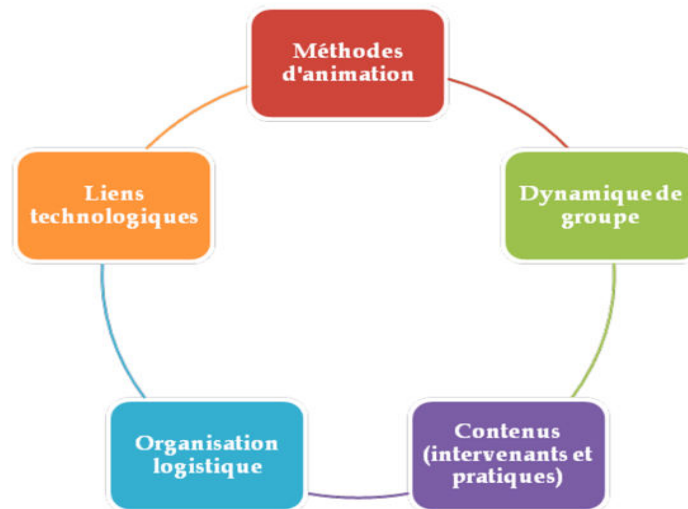 Méthodes
d'animation
Dynamique de
groupe
Contenus
(intervenants et
pratiques)
Organisation
logistique
Liens
technologiques